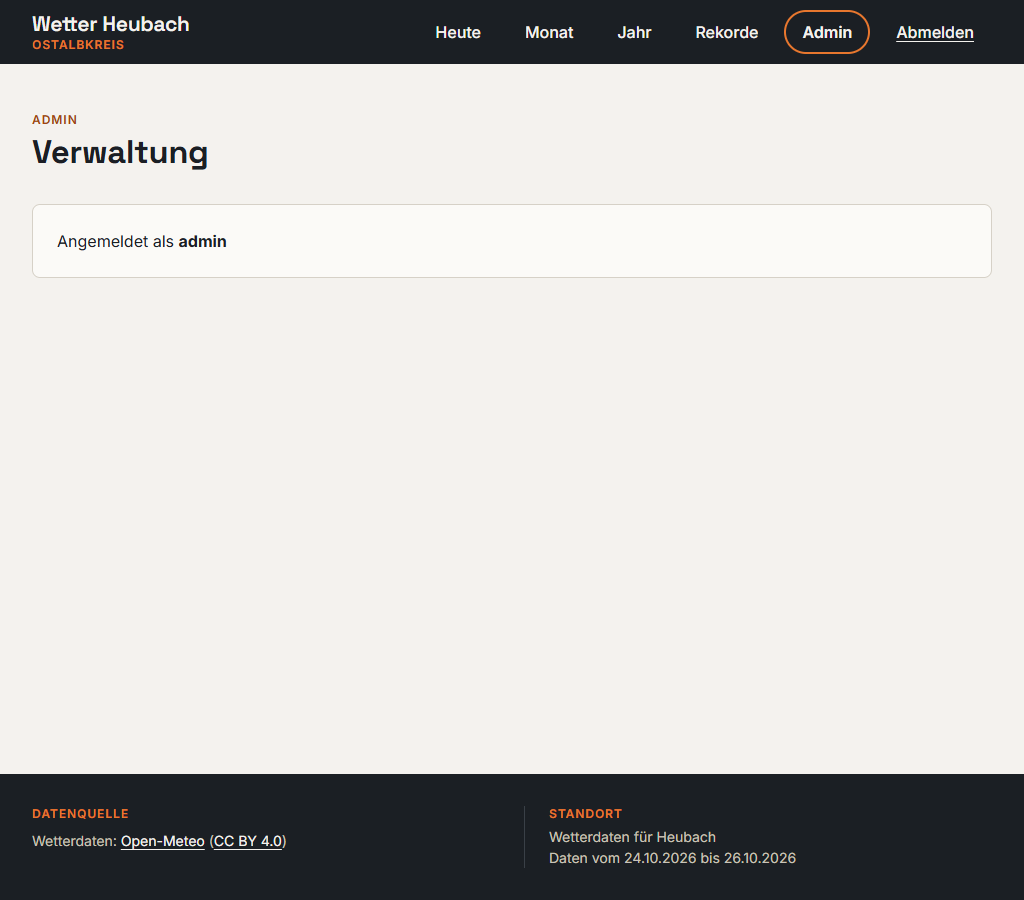 Wetter Heubach
OSTALBKREIS
Heute Monat Jahr Rekorde Admin Abmelden
ADMIN
Verwaltung
Angemeldet als admin
DATENQUELLE
Wetterdaten: Open-Meteo (CC BY 4.0)
STANDORT
Wetterdaten für Heubach
Daten vom 24.10.2026 bis 26.10.2026